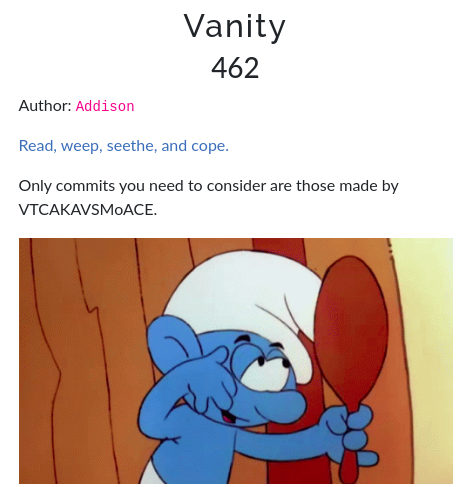 Vanity
462
Author: Addison
Read, weep, seethe, and cope.
Only commits you need to consider are those made by
VTCAKAVSMoACE.